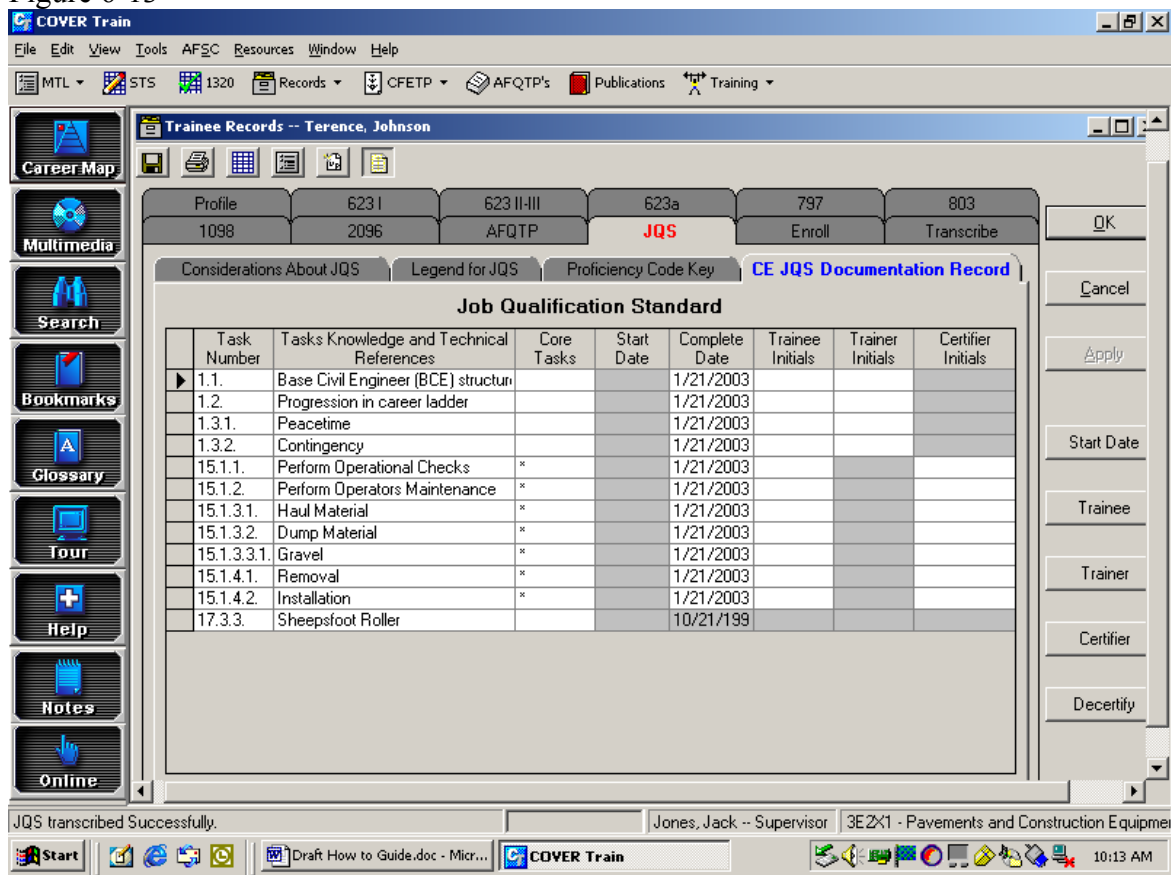 COVER Train
File Edit View Tools AFSC Resources Window Help
MTL STS 1320 Records CFETP AFQTP's Publications Training
Trainee Records -- Terence, Johnson
Career Map
Multimedia
Search
Bookmarks
Glossary
Tour
Help
Notes
Online
Profile 623 I 623 II-III 623a 797 803
1098 2096 AFQTP JQS Enroll Transcribe
Considerations About JQS Legend for JQS Proficiency Code Key CE JQS Documentation Record
Job Qualification Standard
Task Number Tasks Knowledge and Technical References Core Tasks Start Date Complete Date Trainee Initials Trainer Initials Certifier Initials
1.1. Base Civil Engineer (BCE) structur 1/21/2003
1.2. Progression in career ladder 1/21/2003
1.3.1. Peacetime 1/21/2003
1.3.2. Contingency 1/21/2003
15.1.1. Perform Operational Checks * 1/21/2003
15.1.2. Perform Operators Maintenance * 1/21/2003
15.1.3.1. Haul Material * 1/21/2003
15.1.3.2. Dump Material * 1/21/2003
15.1.3.3.1. Gravel * 1/21/2003
15.1.4.1. Removal * 1/21/2003
15.1.4.2. Installation * 1/21/2003
17.3.3. Sheepsfoot Roller 10/21/199
OK
Cancel
Apply
Start Date
Trainee
Trainer
Certifier
Decertify
JQS transcribed Successfully. Jones, Jack -- Supervisor 3E2X1 - Pavements and Construction Equipme
Start Draft How to Guide.doc - Micr... COVER Train 10:13 AM